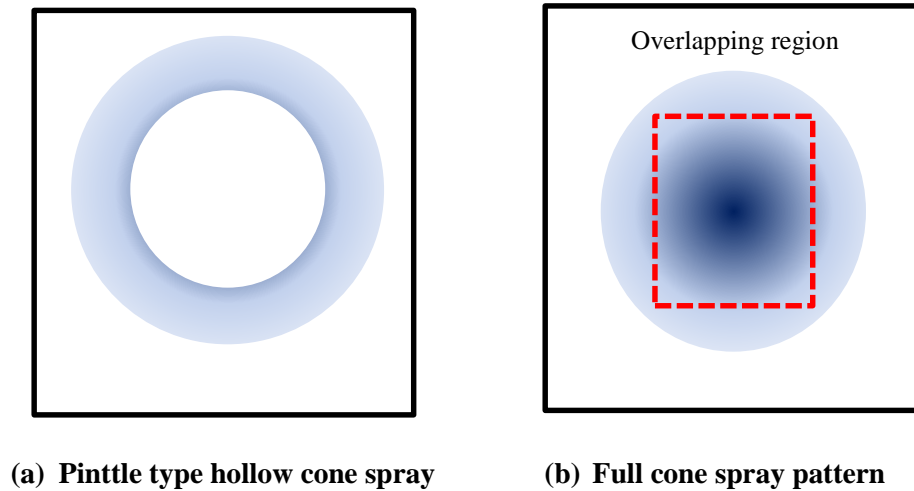 Overlapping region
(a) Pinttle type hollow cone spray
(b) Full cone spray pattern